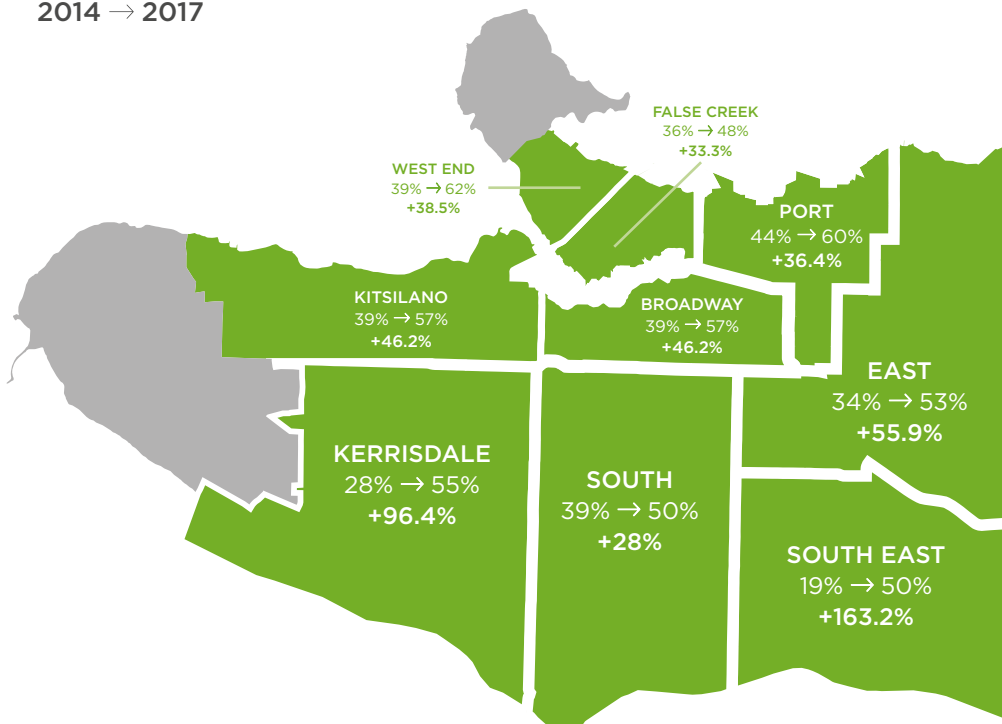 2014 → 2017
FALSE CREEK
36% → 48%
+33.3%
WEST END
39% → 62%
+38.5%
PORT
44% → 60%
+36.4%
KITSILANO
39% → 57%
+46.2%
BROADWAY
39% → 57%
+46.2%
EAST
34% → 53%
+55.9%
KERRISDALE
28% → 55%
+96.4%
SOUTH
39% → 50%
+28%
SOUTH EAST
19% → 50%
+163.2%